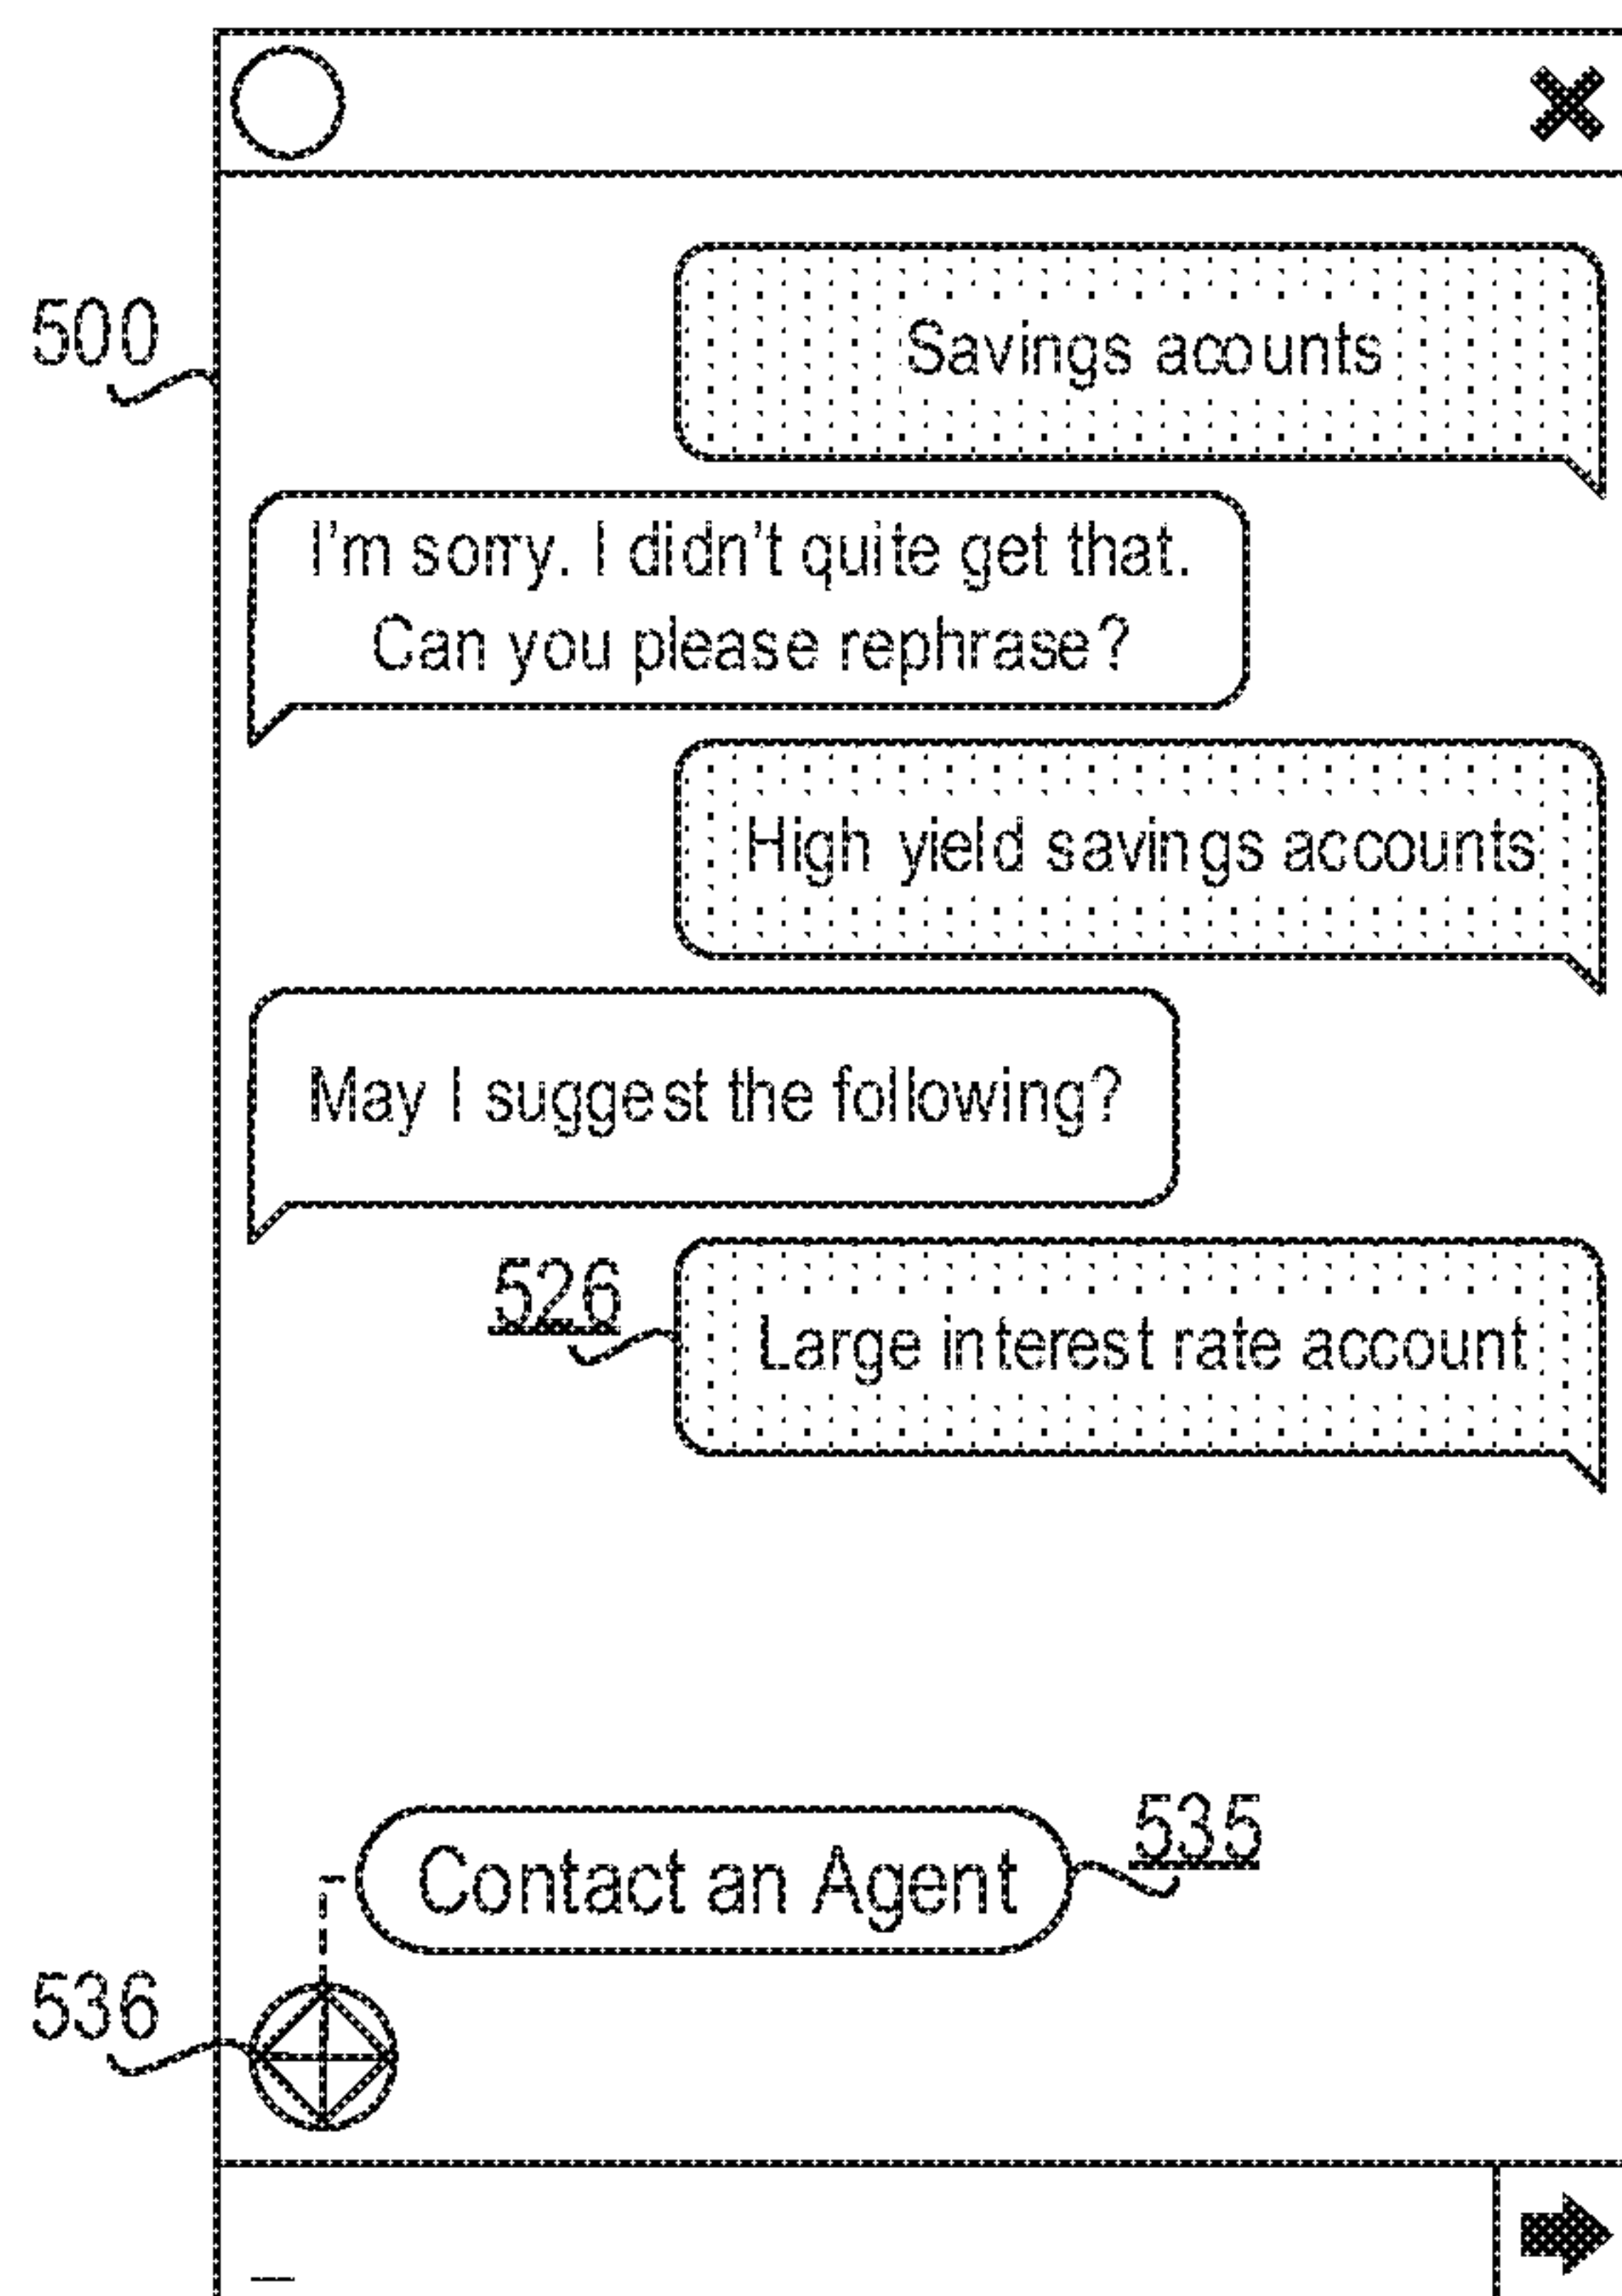 500
Savings acounts
I'm sorry. I didn't quite get that.
Can you please rephrase?
High yield savings accounts
May I suggest the following?
526
Large interest rate account
Contact an Agent
535
536